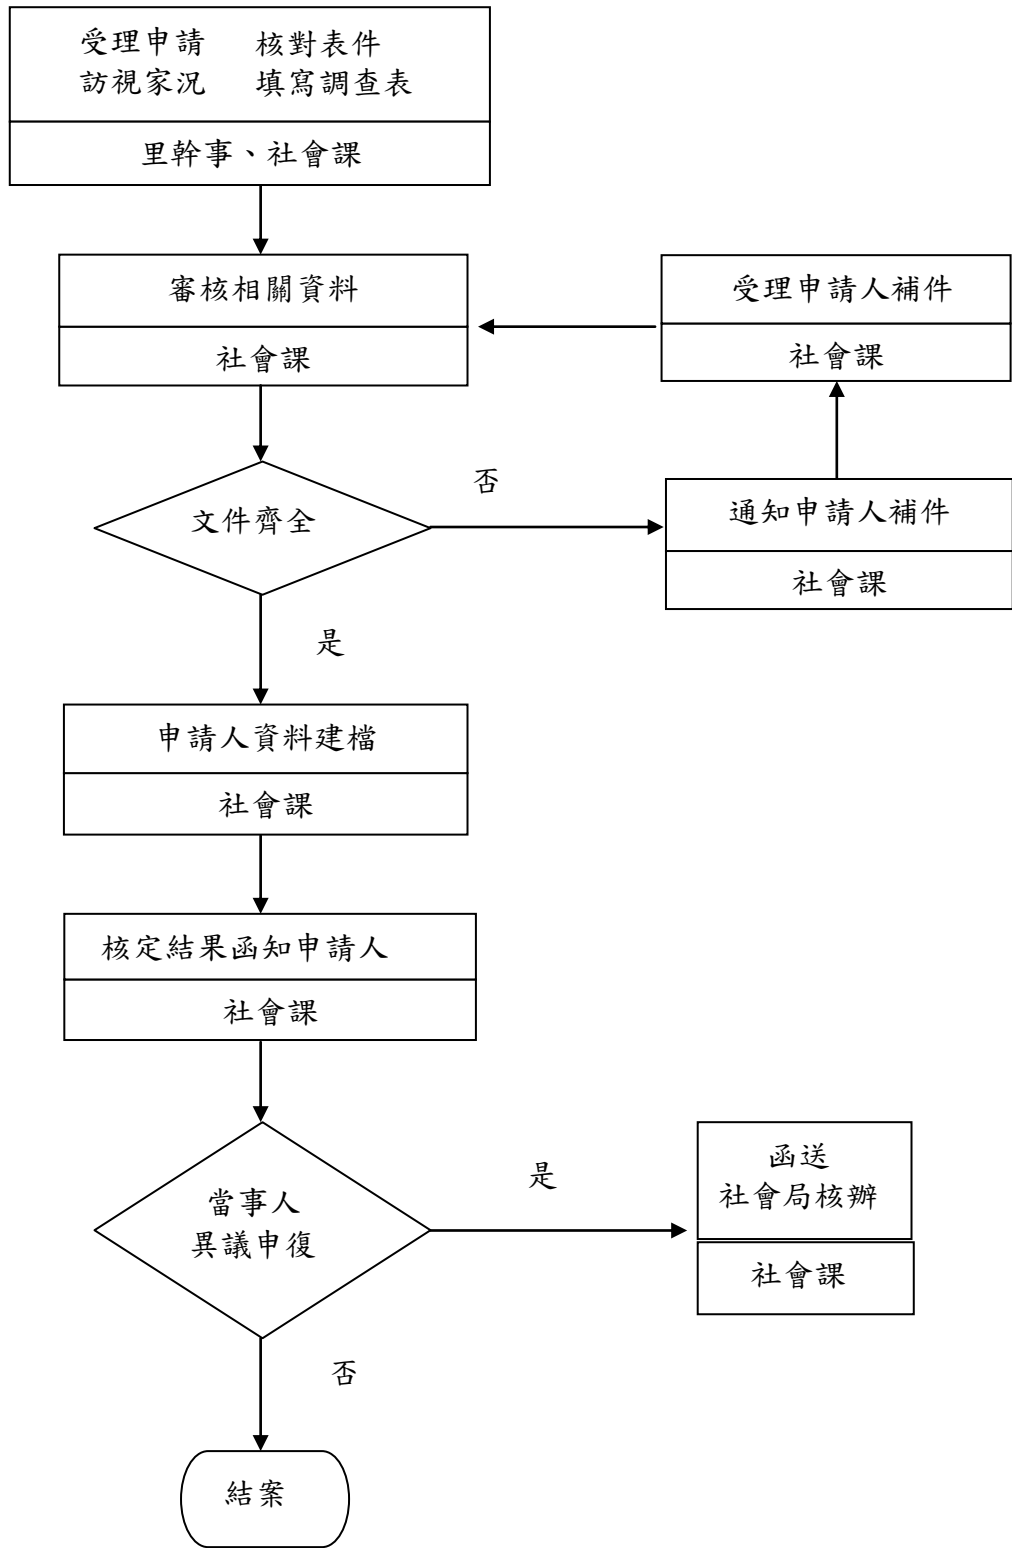 受理申請 核對表件
訪視家況 填寫調查表
里幹事、社會課
審核相關資料
社會課
受理申請人補件
社會課
文件齊全
否
通知申請人補件
社會課
是
申請人資料建檔
社會課
核定結果函知申請人
社會課
當事人
異議申復
是
函送
社會局核辦
社會課
否
結案